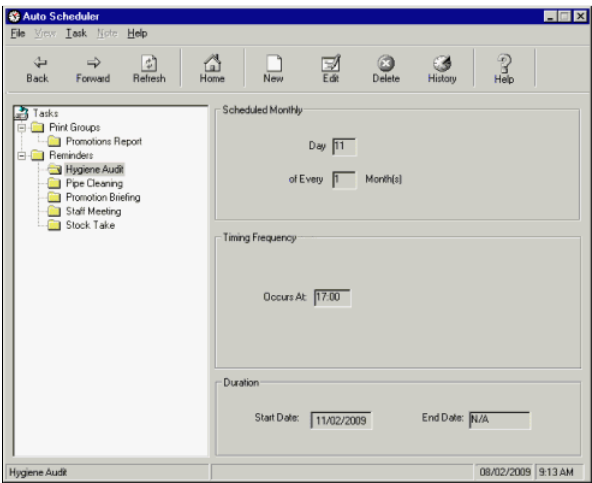 Auto Scheduler
File View Task Note Help
Back Forward Refresh Home New Edit Delete History Help
Tasks
Print Groups
Promotions Report
Reminders
Hygiene Audit
Pipe Cleaning
Promotion Briefing
Staff Meeting
Stock Take
Scheduled Monthly
Day 11
of Every 1 Month(s)
Timing Frequency
Occurs At: 17:00
Duration
Start Date: 11/02/2009 End Date: N/A
Hygiene Audit 08/02/2009 9:13 AM